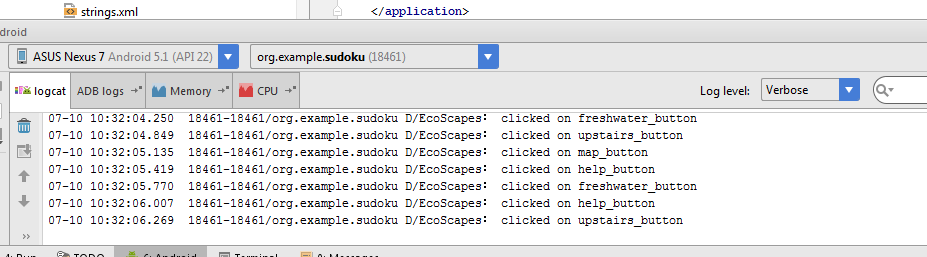 strings.xml
</application>
droid
ASUS Nexus 7 Android 5.1 (API 22) org.example.sudoku (18461)
logcat ADB logs Memory CPU Log level: Verbose
07-10 10:32:04.250 18461-18461/org.example.sudoku D/EcoScapes: clicked on freshwater_button
07-10 10:32:04.849 18461-18461/org.example.sudoku D/EcoScapes: clicked on upstairs_button
07-10 10:32:05.135 18461-18461/org.example.sudoku D/EcoScapes: clicked on map_button
07-10 10:32:05.419 18461-18461/org.example.sudoku D/EcoScapes: clicked on help_button
07-10 10:32:05.770 18461-18461/org.example.sudoku D/EcoScapes: clicked on freshwater_button
07-10 10:32:06.007 18461-18461/org.example.sudoku D/EcoScapes: clicked on help_button
07-10 10:32:06.269 18461-18461/org.example.sudoku D/EcoScapes: clicked on upstairs_button
4: Run TODO 6: Android Terminal 0: Messages